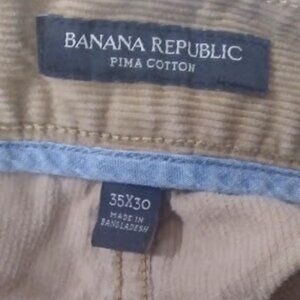 BANANA REPUBLIC
PIMA COTTON
35X30
MADE IN
BANGLADESH